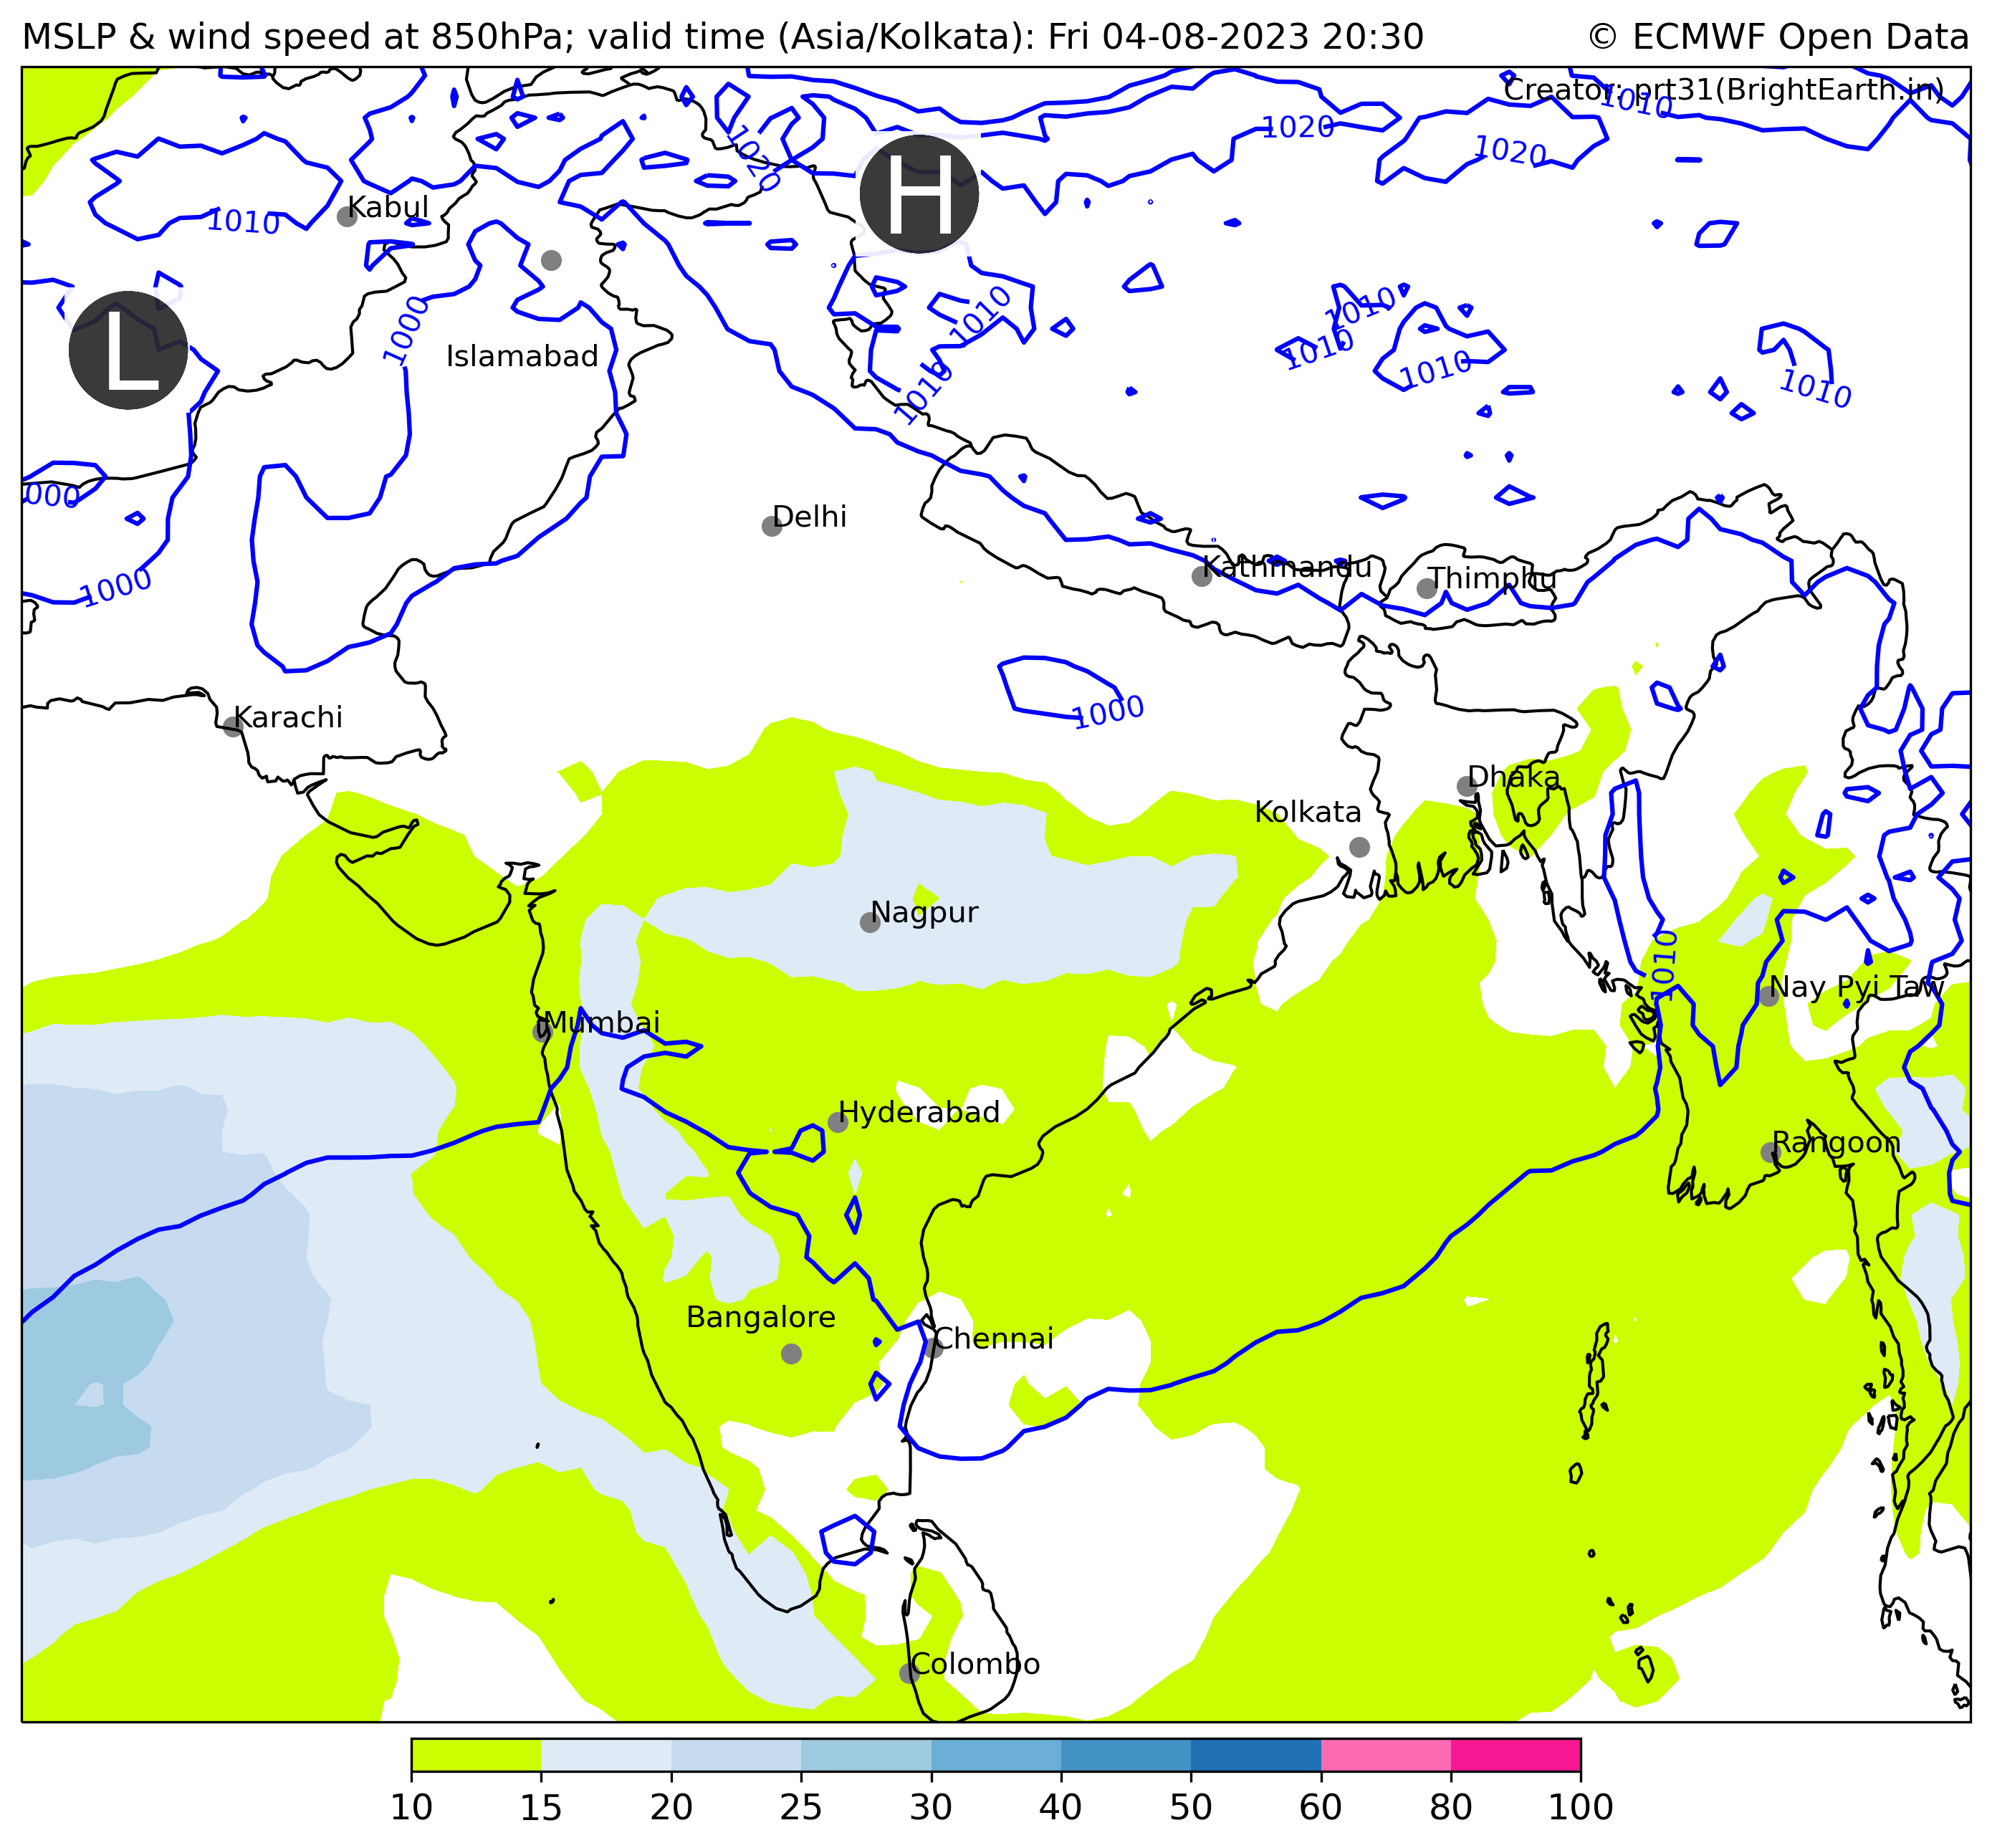 MSLP & wind speed at 850hPa; valid time (Asia/Kolkata): Fri 04-08-2023 20:30
© ECMWF Open Data
Creator: prt31(BrightEarth.in)
1010
1020
1020
1020
H
Kabul
1010
L
1000
1010
1010
1010
1010
1010
1010
Islamabad
000
Delhi
1000
Kathmandu
Thimphu
Karachi
1000
Dhaka
Kolkata
Nagpur
1010
Nay Pyi Taw
Mumbai
Hyderabad
Rangoon
Bangalore
Chennai
Colombo
10 15 20 25 30 40 50 60 80 100